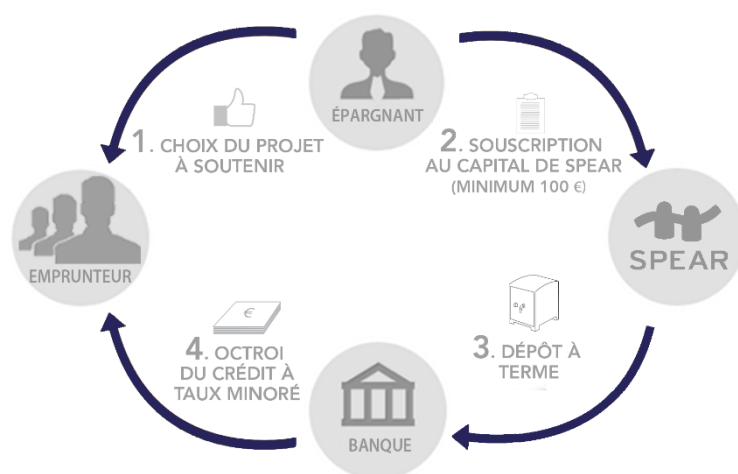 ÉPARGNANT
1. CHOIX DU PROJET
À SOUTENIR
2. SOUSCRIPTION
AU CAPITAL DE SPEAR
(MINIMUM 100 €)
EMPRUNTEUR
SPEAR
€
4. OCTROI
DU CRÉDIT À
TAUX MINORÉ
3. DÉPÔT À
TERME
BANQUE